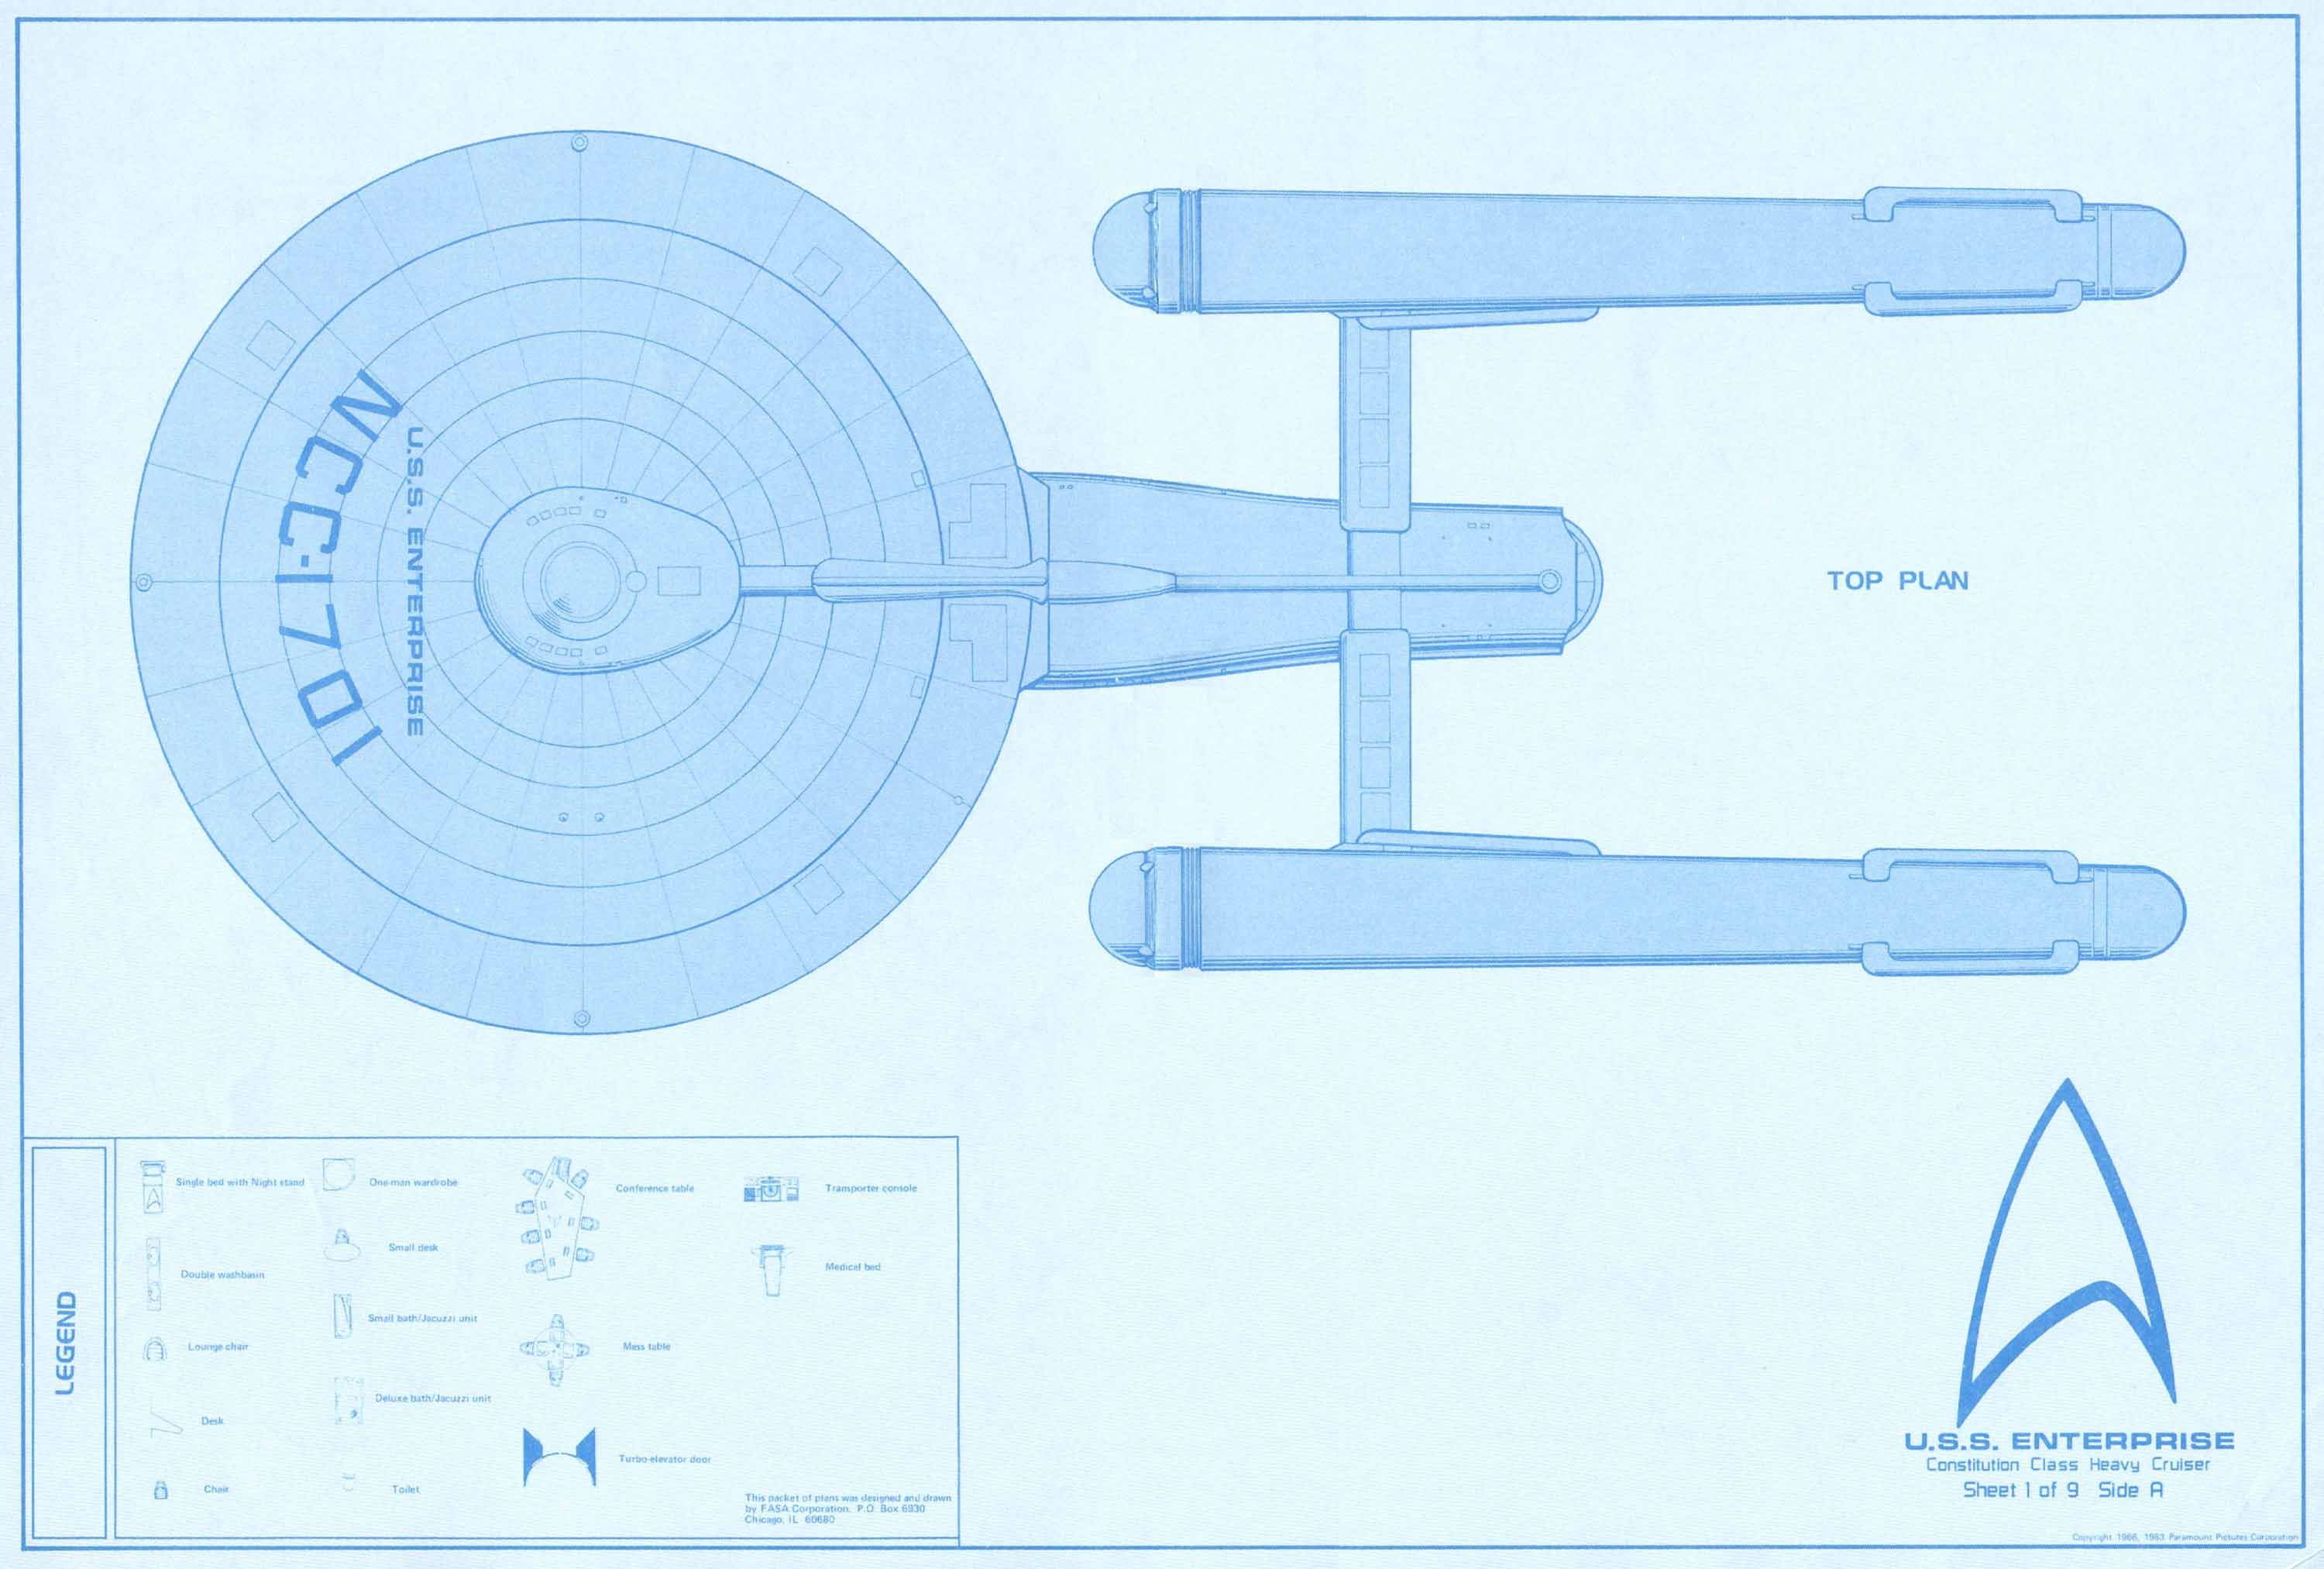 NCC-1701
U.S.S. ENTERPRISE
TOP PLAN
LEGEND
Single bed with Night stand
Double washbasin
Lounge chair
Desk
Chair
One-man wardrobe
Small desk
Small bath/Jacuzzi unit
Deluxe bath/Jacuzzi unit
Toilet
Conference table
Mess table
Turbo-elevator door
Transporter console
Medical bed
This packet of plans was designed and drawn
by FASA Corporation. P.O. Box 6930
Chicago, IL 60680
U.S.S. ENTERPRISE
Constitution Class Heavy Cruiser
Sheet 1 of 9 Side A
Copyright 1966, 1983 Paramount Pictures Corporation